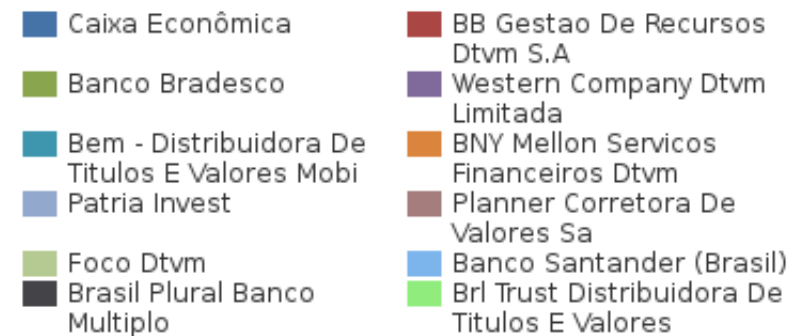 Caixa Econômica
BB Gestao De Recursos
Dtvm S.A
Banco Bradesco
Western Company Dtvm
Limitada
Bem - Distribuidora De
Titulos E Valores Mobi
BNY Mellon Servicos
Financeiros Dtvm
Patria Invest
Planner Corretora De
Valores Sa
Foco Dtvm
Banco Santander (Brasil)
Brasil Plural Banco
Multiplo
Brl Trust Distribuidora De
Titulos E Valores